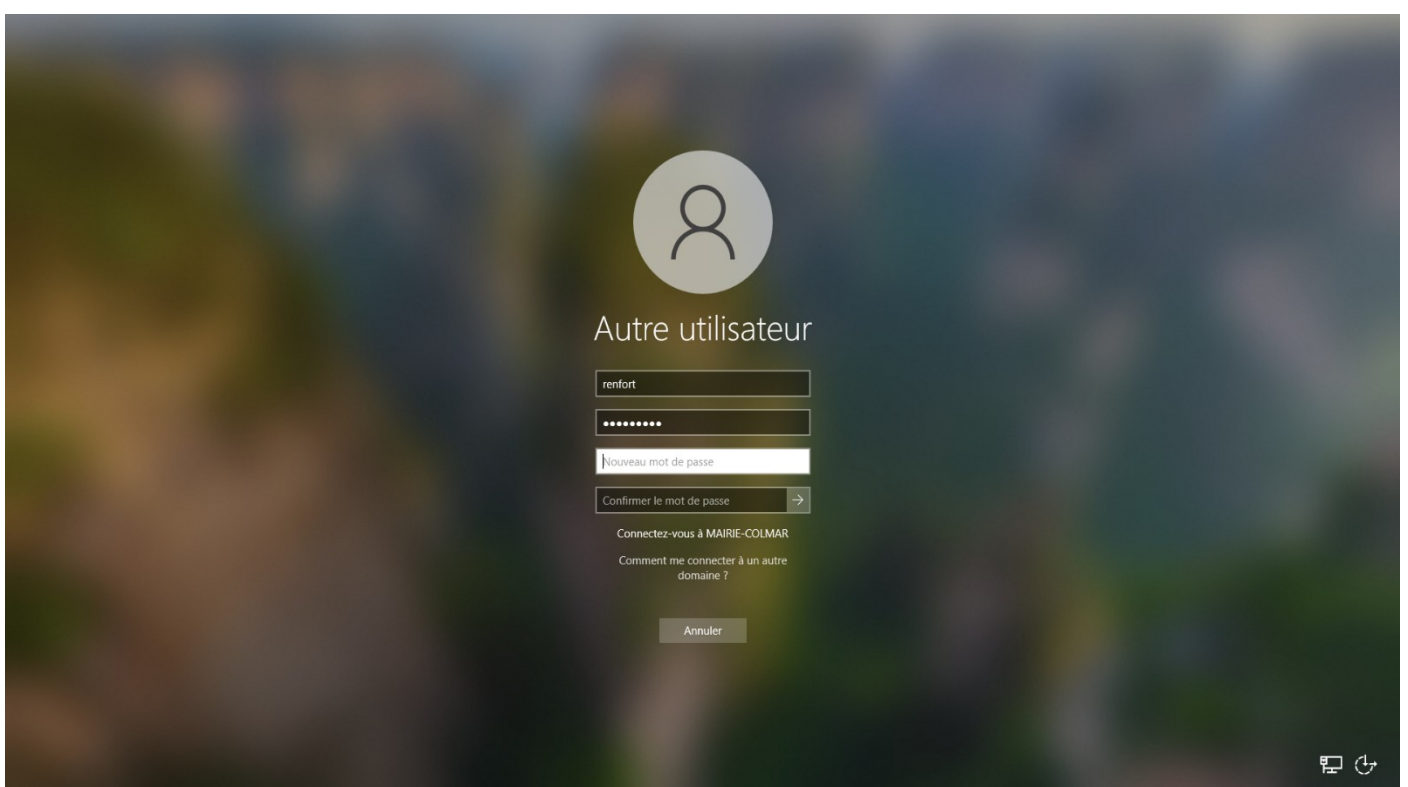 Autre utilisateur
renfort
•••••••••
Nouveau mot de passe
Confirmer le mot de passe
Connectez-vous à MAIRIE-COLMAR
Comment me connecter à un autre
domaine ?
Annuler